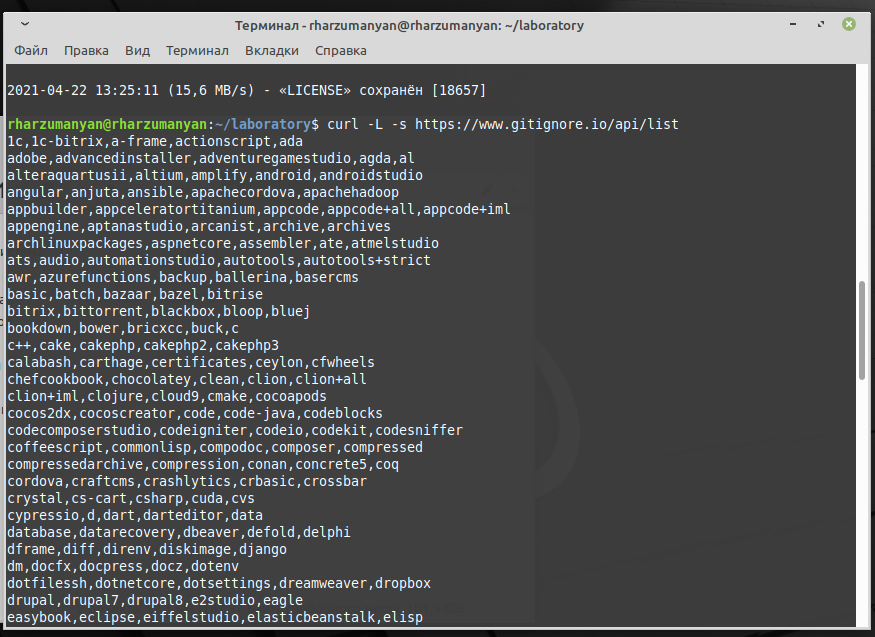 Терминал - rharzumanyan@rharzumanyan: ~/laboratory
Файл Правка Вид Терминал Вкладки Справка
2021-04-22 13:25:11 (15,6 MB/s) - «LICENSE» сохранён [18657]
rharzumanyan@rharzumanyan:~/laboratory$ curl -L -s https://www.gitignore.io/api/list
1c,1c-bitrix,a-frame,actionscript,ada
adobe,advancedinstaller,adventuregamestudio,agda,al
alteraquartusii,altium,amplify,android,androidstudio
angular,anjuta,ansible,apachecordova,apachehadoop
appbuilder,appceleratortitanium,appcode,appcode+all,appcode+iml
appengine,aptanastudio,arcanist,archive,archives
archlinuxpackages,aspnetcore,assembler,ate,atmelstudio
ats,audio,automationstudio,autotools,autotools+strict
awr,azurefunctions,backup,ballerina,basercms
basic,batch,bazaar,bazel,bitrise
bitrix,bittorrent,blackbox,bloop,bluej
bookdown,bower,bricxcc,buck,c
c++,cake,cakephp,cakephp2,cakephp3
calabash,carthage,certificates,ceylon,cfwheels
chefcookbook,chocolatey,clean,clion,clion+all
clion+iml,clojure,cloud9,cmake,cocoapods
cocos2dx,cocoscreator,code,code-java,codeblocks
codecomposerstudio,codeigniter,codeio,codekit,codesniffer
coffeescript,commonlisp,compodoc,composer,compressed
compressedarchive,compression,conan,concrete5,coq
cordova,craftcms,crashlytics,crbasic,crossbar
crystal,cs-cart,csharp,cuda,cvs
cypressio,d,dart,darteditor,data
database,datarecovery,dbeaver,defold,delphi
dframe,diff,direnv,diskimage,django
dm,docfx,docpress,docz,dotenv
dotfilessh,dotnetcore,dotsettings,dreamweaver,dropbox
drupal,drupal7,drupal8,e2studio,eagle
easybook,eclipse,eiffelstudio,elasticbeanstalk,elisp